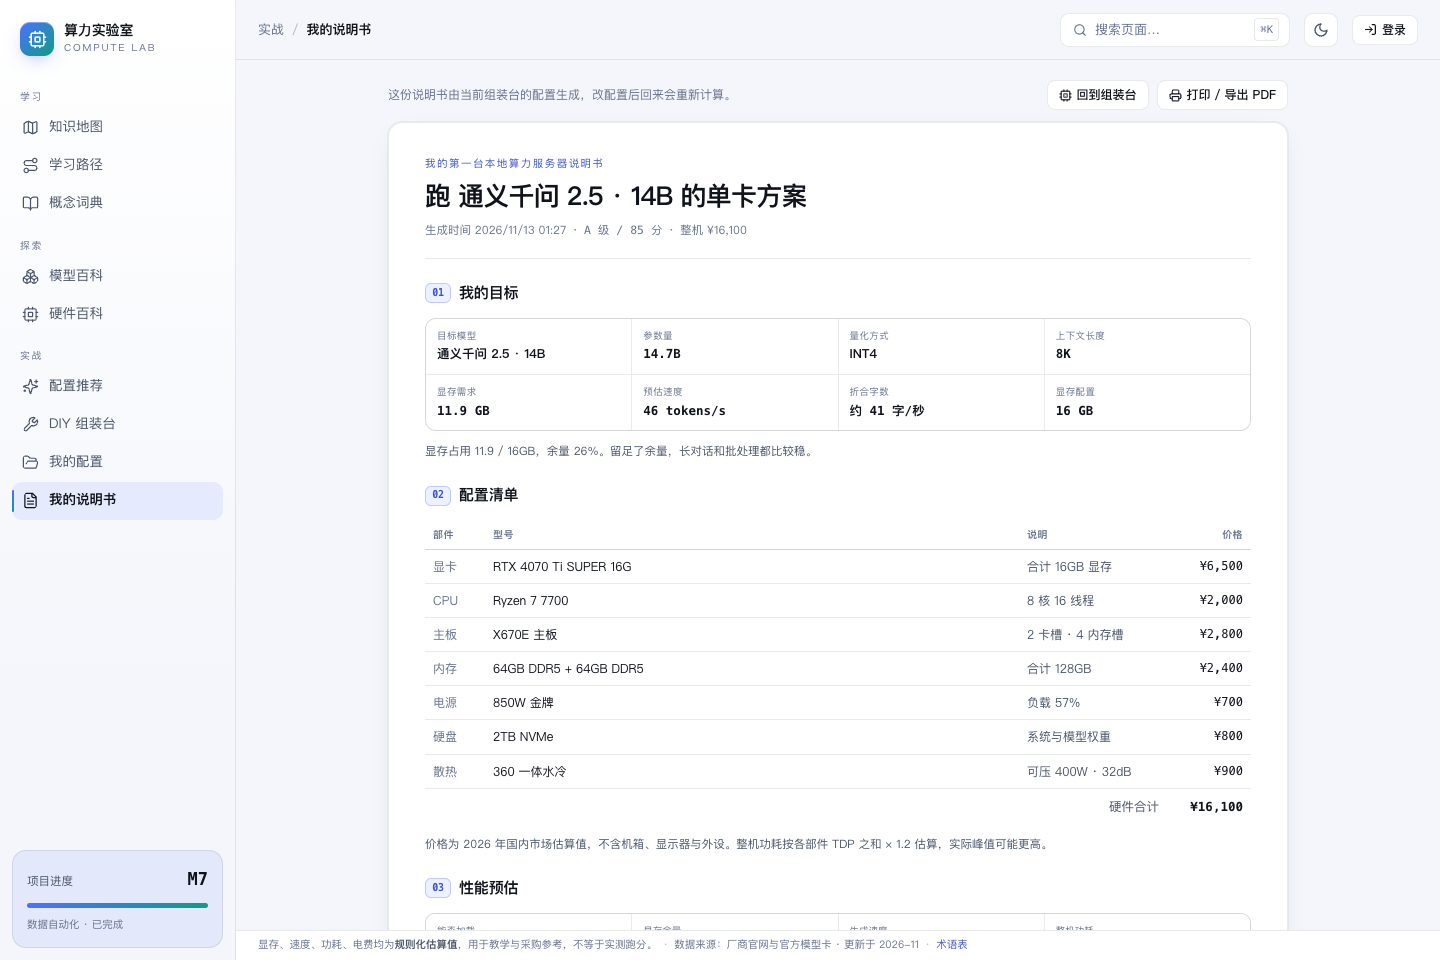 算力实验室
COMPUTE LAB
学习
知识地图
学习路径
概念词典
探索
模型百科
硬件百科
实战
配置推荐
DIY 组装台
我的配置
我的说明书
项目进度 M7
数据自动化 · 已完成
实战 / 我的说明书
搜索页面... ⌘K
登录
这份说明书由当前组装台的配置生成，改配置后回来会重新计算。
回到组装台
打印 / 导出 PDF
我的第一台本地算力服务器说明书
跑 通义千问 2.5 · 14B 的单卡方案
生成时间 2026/11/13 01:27 · A 级 / 85 分 · 整机 ¥16,100
01 我的目标
目标模型 参数量 量化方式 上下文长度
通义千问 2.5 · 14B 14.7B INT4 8K
显存需求 预估速度 折合字数 显存配置
11.9 GB 46 tokens/s 约 41 字/秒 16 GB
显存占用 11.9 / 16GB，余量 26%。留足了余量，长对话和批处理都比较稳。
02 配置清单
部件 型号 说明 价格
显卡 RTX 4070 Ti SUPER 16G 合计 16GB 显存 ¥6,500
CPU Ryzen 7 7700 8 核 16 线程 ¥2,000
主板 X670E 主板 2 卡槽 · 4 内存槽 ¥2,800
内存 64GB DDR5 + 64GB DDR5 合计 128GB ¥2,400
电源 850W 金牌 负载 57% ¥700
硬盘 2TB NVMe 系统与模型权重 ¥800
散热 360 一体水冷 可压 400W · 32dB ¥900
硬件合计 ¥16,100
价格为 2026 年国内市场估算值，不含机箱、显示器与外设。整机功耗按各部件 TDP 之和 × 1.2 估算，实际峰值可能更高。
03 性能预估
显存、速度、功耗、电费均为规则化估算值，用于教学与采购参考，不等于实测跑分。 · 数据来源：厂商官网与官方模型卡 · 更新于 2026-11 · 术语表